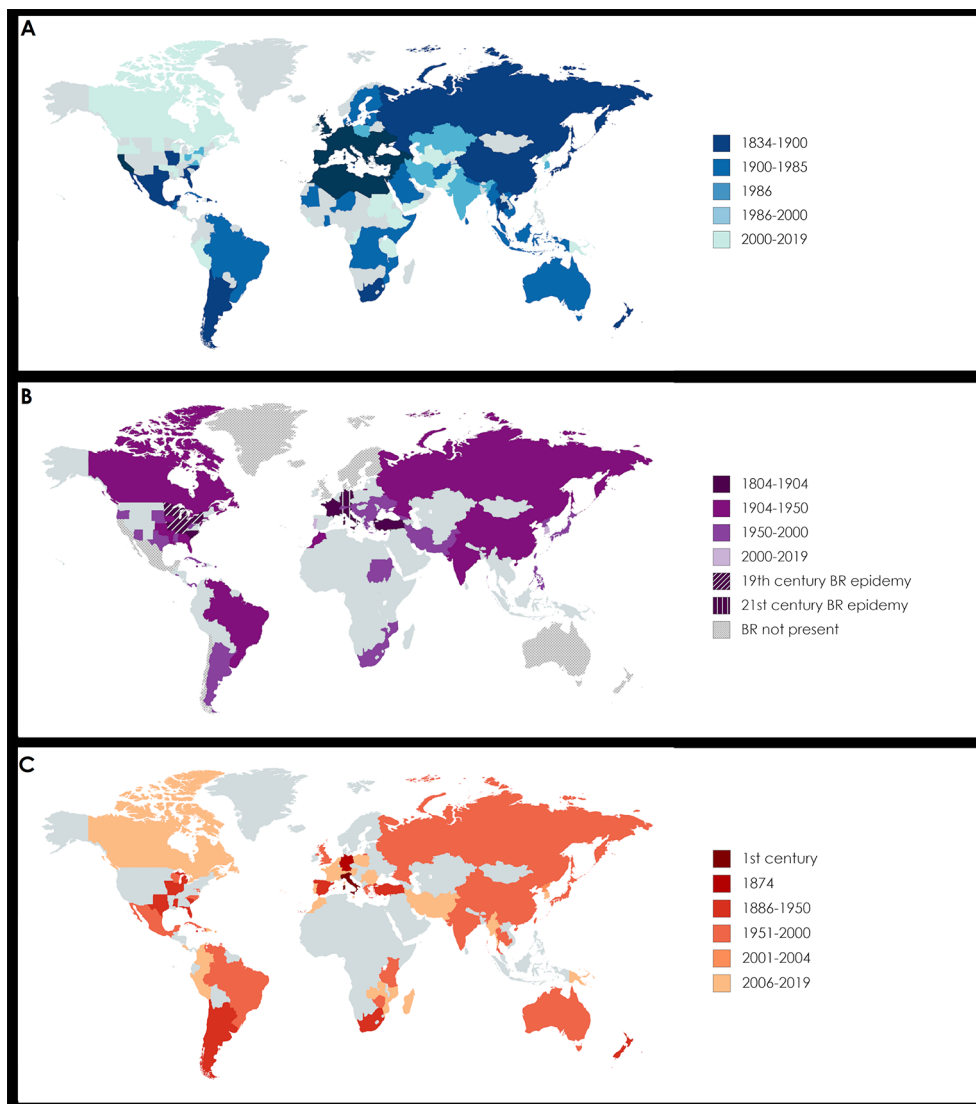 A
1834-1900
1900-1985
1986
1986-2000
2000-2019
B
1804-1904
1904-1950
1950-2000
2000-2019
19th century BR epidemy
21st century BR epidemy
BR not present
C
1st century
1874
1886-1950
1951-2000
2001-2004
2006-2019